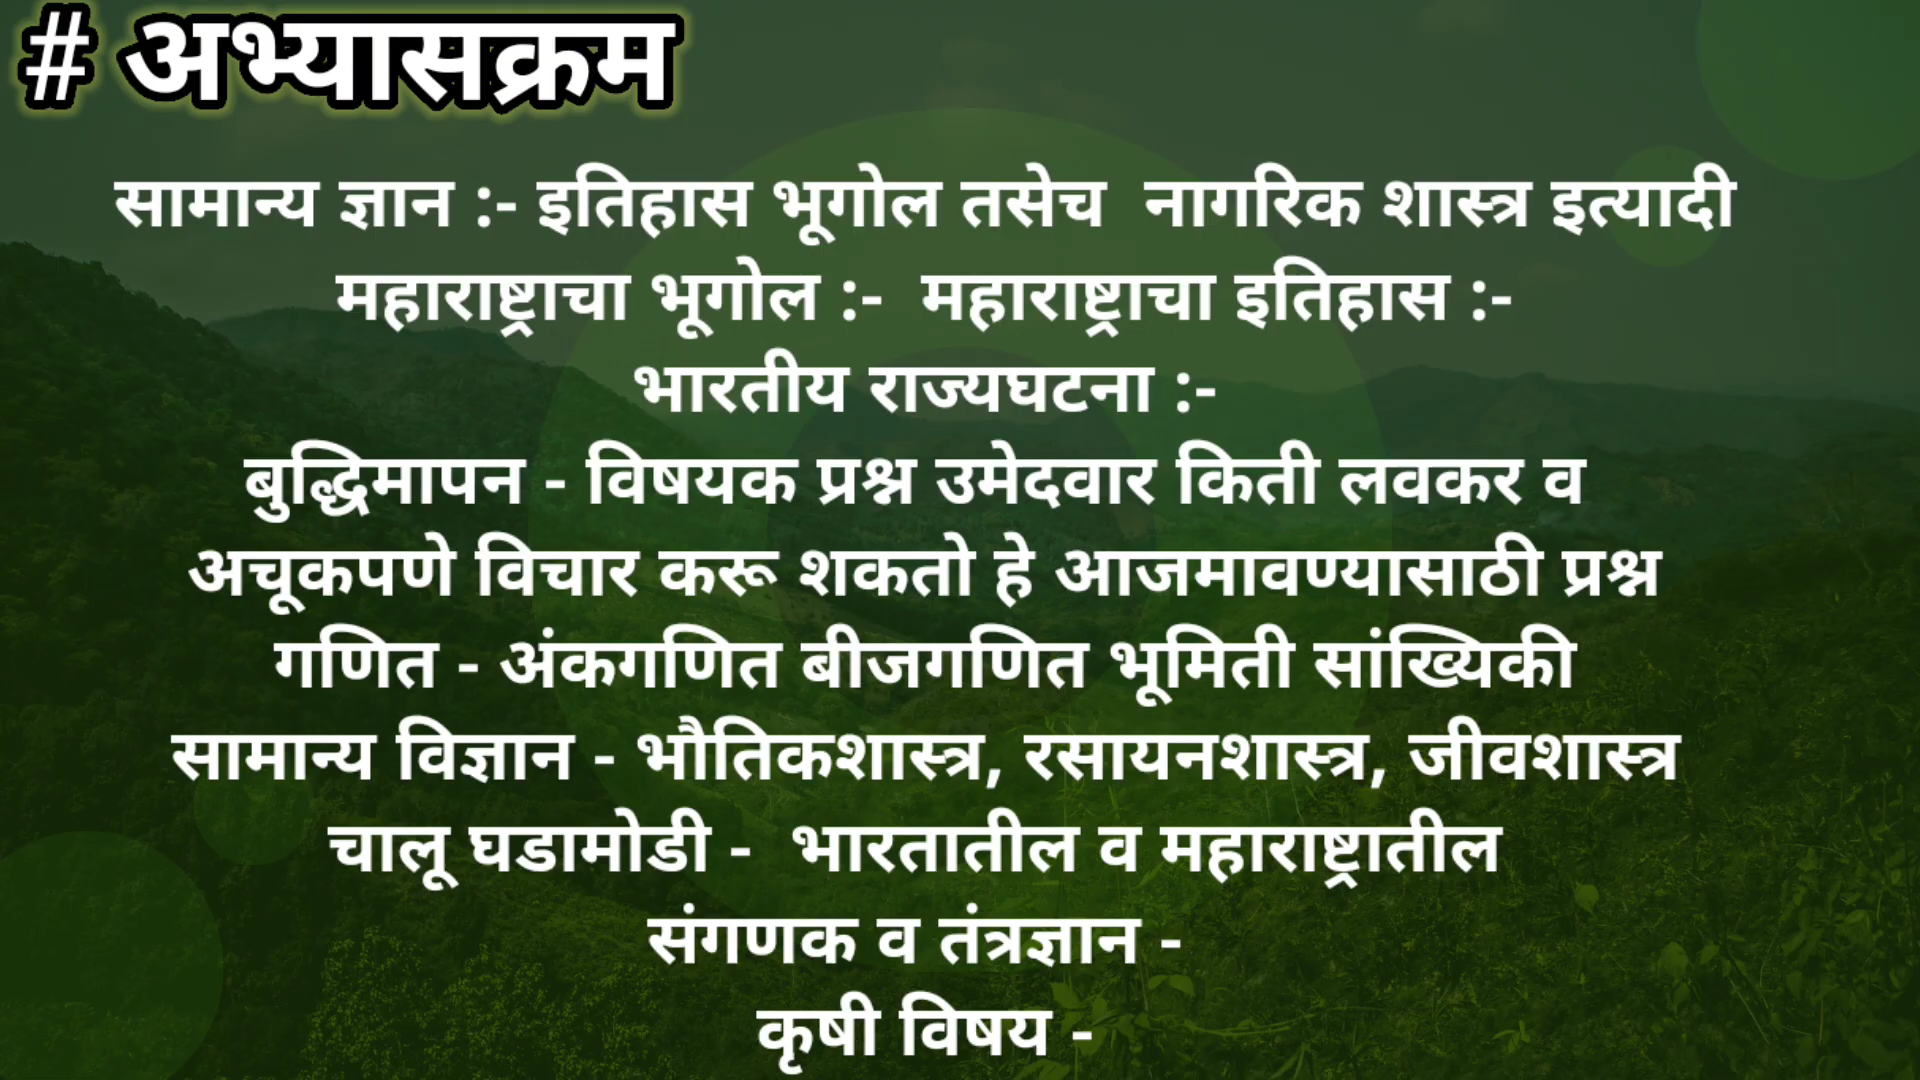 # अभ्यासक्रम
सामान्य ज्ञान :- इतिहास भूगोल तसेच नागरिक शास्त्र इत्यादी
महाराष्ट्राचा भूगोल :- महाराष्ट्राचा इतिहास :-
भारतीय राज्यघटना :-
बुद्धिमापन - विषयक प्रश्न उमेदवार किती लवकर व
अचूकपणे विचार करू शकतो हे आजमावण्यासाठी प्रश्न
गणित - अंकगणित बीजगणित भूमिती सांख्यिकी
सामान्य विज्ञान - भौतिकशास्त्र, रसायनशास्त्र, जीवशास्त्र
चालू घडामोडी - भारतातील व महाराष्ट्रातील
संगणक व तंत्रज्ञान -
कृषी विषय -